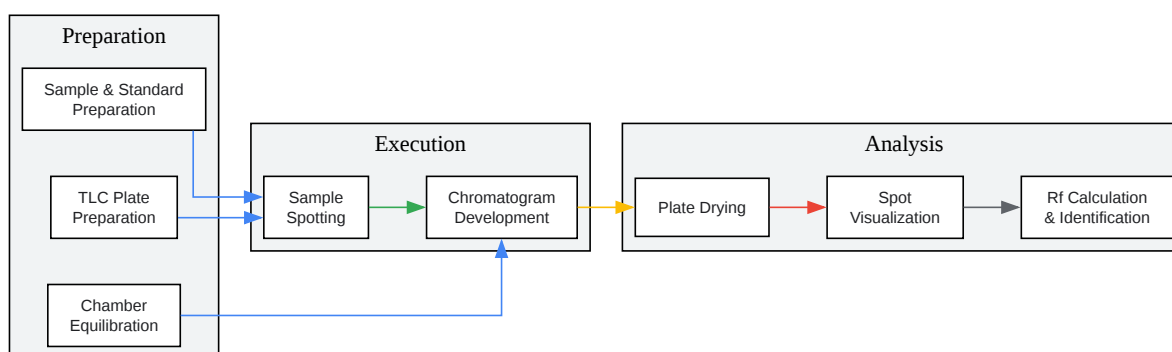 Preparation
Sample & Standard
Preparation
TLC Plate
Preparation
Chamber
Equilibration
Execution
Sample
Spotting
Chromatogram
Development
Analysis
Plate Drying
Spot
Visualization
Rf Calculation
& Identification